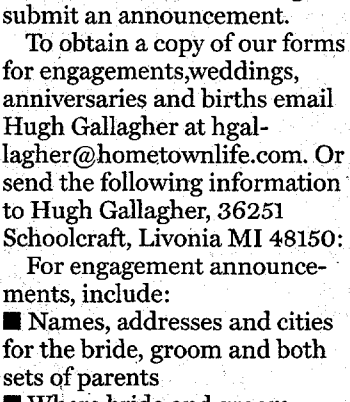 submit an announcement.
To obtain a copy of our forms
for engagements,weddings,
anniversaries and births email
Hugh Gallagher at hgal-
lagher@hometownlife.com. Or
send the following information
to Hugh Gallagher, 36251
Schoolcraft, Livonia MI 48150:
For engagement announce-
ments, include:
■ Names, addresses and cities
for the bride, groom and both
sets of parents